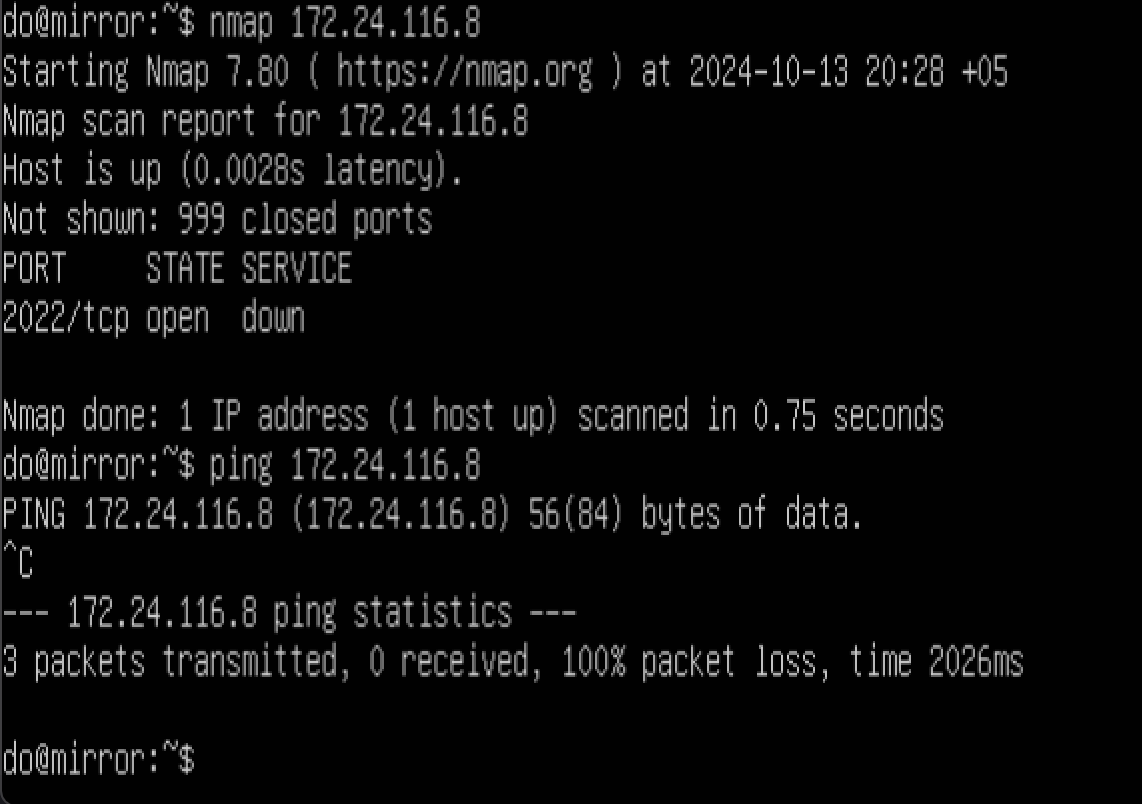 do@mirror:~$ nmap 172.24.116.8
Starting Nmap 7.80 ( https://nmap.org ) at 2024-10-13 20:28 +05
Nmap scan report for 172.24.116.8
Host is up (0.0028s latency).
Not shown: 999 closed ports
PORT     STATE SERVICE
2022/tcp open  down

Nmap done: 1 IP address (1 host up) scanned in 0.75 seconds
do@mirror:~$ ping 172.24.116.8
PING 172.24.116.8 (172.24.116.8) 56(84) bytes of data.
^C
--- 172.24.116.8 ping statistics ---
3 packets transmitted, 0 received, 100% packet loss, time 2026ms

do@mirror:~$